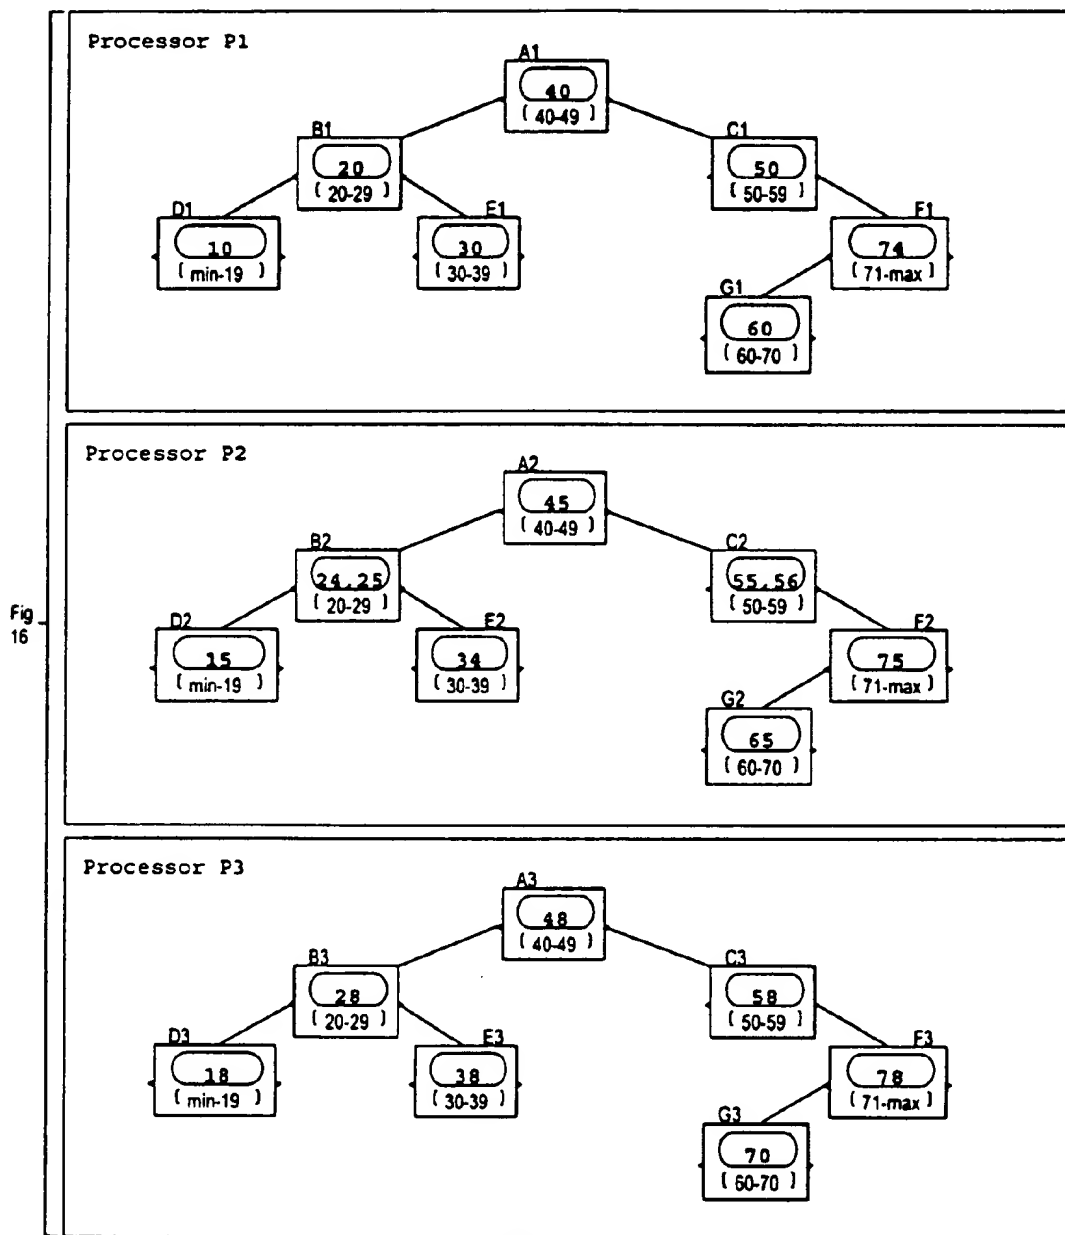 Processor P1
A1
40
( 40-49 )
B1
20
( 20-29 )
C1
50
( 50-59 )
D1
10
( min-19 )
E1
30
( 30-39 )
F1
74
( 71-max )
G1
60
( 60-70 )
Processor P2
A2
45
( 40-49 )
B2
24,25
( 20-29 )
C2
55,56
( 50-59 )
Fig
16
D2
15
( min-19 )
E2
34
( 30-39 )
F2
75
( 71-max )
G2
65
( 60-70 )
Processor P3
A3
48
( 40-49 )
B3
28
( 20-29 )
C3
58
( 50-59 )
D3
18
( min-19 )
E3
38
( 30-39 )
F3
78
( 71-max )
G3
70
( 60-70 )